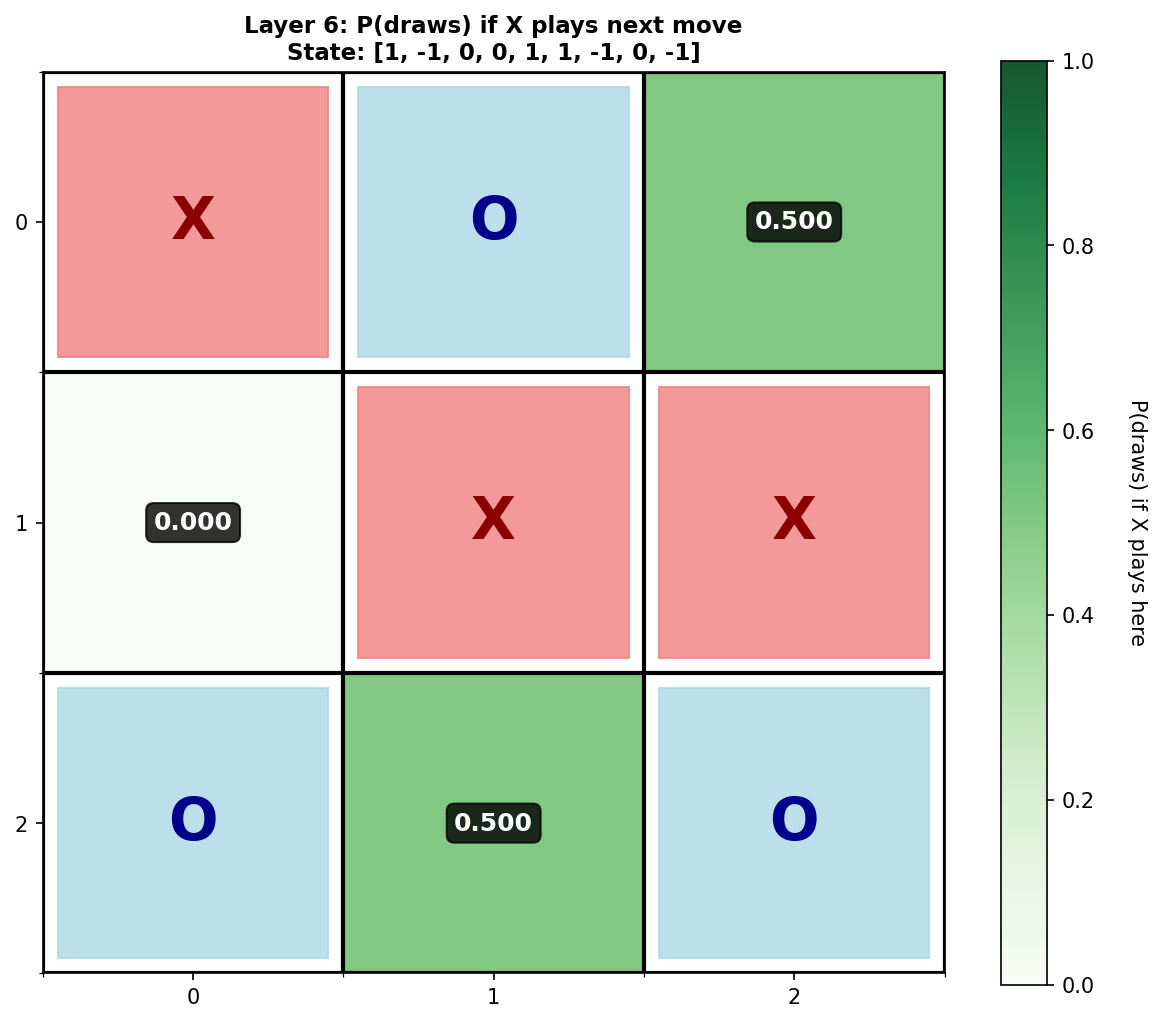 Layer 6: P(draws) if X plays next move
State: [1, -1, 0, 0, 1, 1, -1, 0, -1]
X
O
0.500
0.000
X
X
O
0.500
O
0
1
2
0
1
2
1.0
0.8
0.6
0.4
0.2
0.0
P(draws) if X plays here